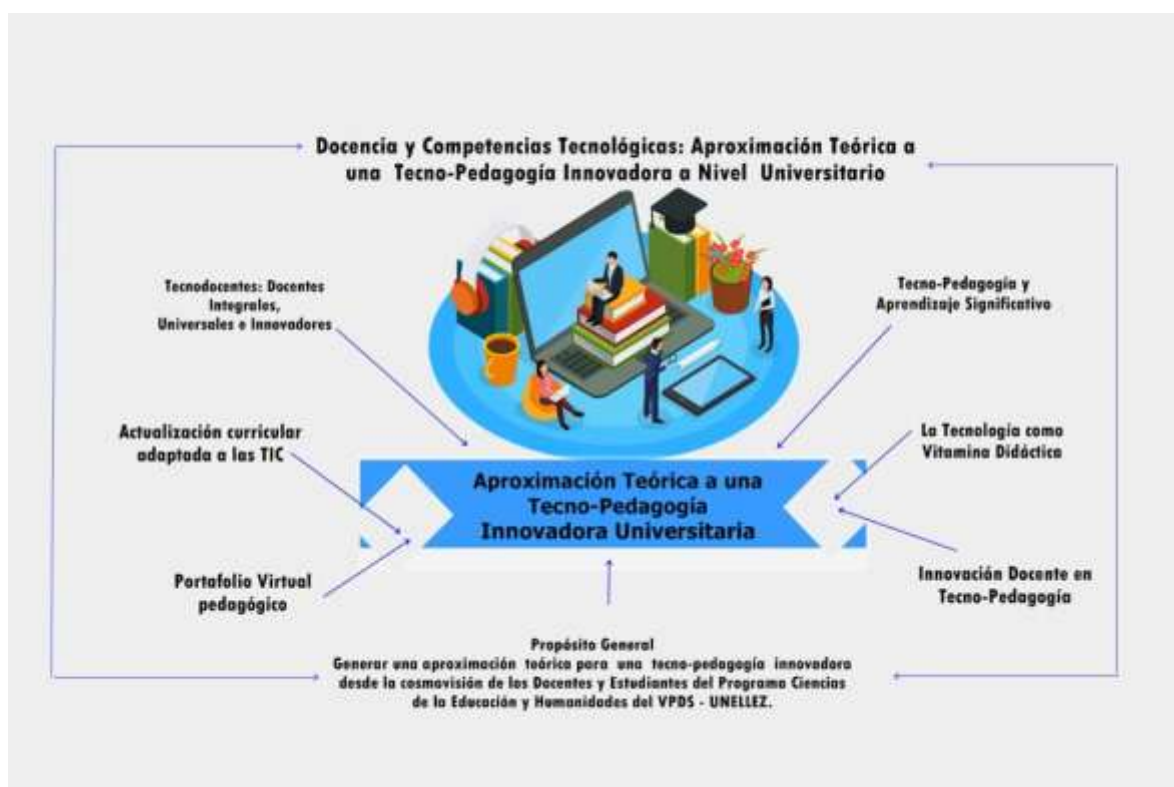 Docencia y Competencias Tecnológicas: Aproximación Teórica a
una Tecno-Pedagogía Innovadora a Nivel Universitario
Tecnodocentes: Docentes
Integrales,
Universales e Innovadores
Tecno-Pedagogía y
Aprendizaje Significativo
Actualización curricular
adaptada a las TIC
La Tecnología como
Vitamina Didáctica
Aproximación Teórica a una
Tecno-Pedagogía
Innovadora Universitaria
Portafolio Virtual
pedagógico
Innovación Docente en
Tecno-Pedagogía
Propósito General
Generar una aproximación teórica para una tecno-pedagogía innovadora
desde la cosmovisión de los Docentes y Estudiantes del Programa Ciencias
de la Educación y Humanidades del VPDS - UNELLEZ.